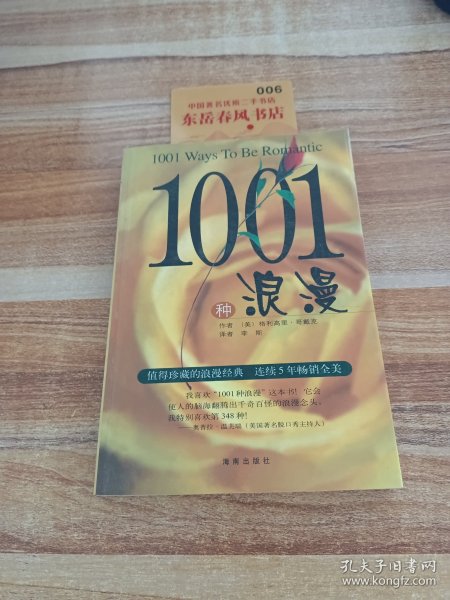 006
中国著名优质二手书店
东岳春风书店
1001 Ways To Be Romantic
1001
种 浪漫
作者 （美）格利高里·哥戴克
译者 李 斯
值得珍藏的浪漫经典 连续5年畅销全美
我喜欢“1001种浪漫”这本书！它会
使人的脑海翻腾出千奇百怪的浪漫念头。
我特别喜欢第348种！
——奥普拉·温芙瑞（美国著名脱口秀主持人）
海南出版社
孔夫子旧书网
www.kongfz.com